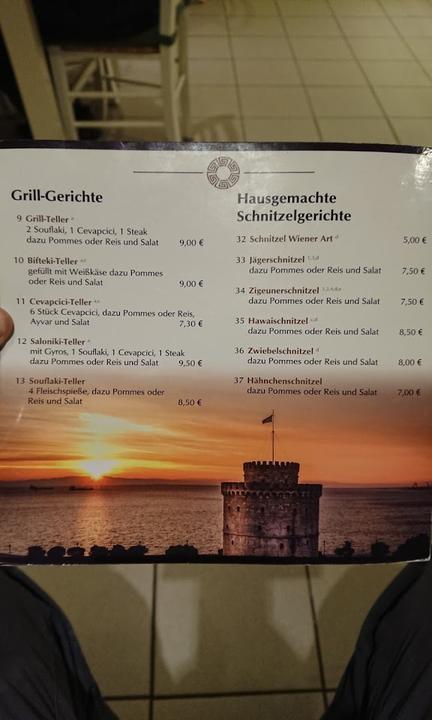 Grill-Gerichte
9 Grill-Teller
2 Souflaki, 1 Cevapcici, 1 Steak
dazu Pommes oder Reis und Salat 9,00 €
10 Bifteki-Teller
gefüllt mit Weißkäse dazu Pommes
oder Reis und Salat 9,00 €
11 Cevapcici-Teller
6 Stück Cevapcici, dazu Pommes oder Reis,
Ayvar und Salat 7,30 €
12 Saloniki-Teller
mit Gyros, 1 Souflaki, 1 Cevapcici, 1 Steak
dazu Pommes oder Reis und Salat 9,50 €
13 Souflaki-Teller
4 Fleischspieße, dazu Pommes oder
Reis und Salat 8,50 €
Hausgemachte
Schnitzelgerichte
32 Schnitzel Wiener Art 5,00 €
33 Jägerschnitzel
dazu Pommes oder Reis und Salat 7,50 €
34 Zigeunerschnitzel
dazu Pommes oder Reis und Salat 7,50 €
35 Hawaischnitzel
dazu Pommes oder Reis und Salat 8,50 €
36 Zwiebelschnitzel
dazu Pommes oder Reis und Salat 8,00 €
37 Hähnchenschnitzel
dazu Pommes oder Reis und Salat 7,00 €